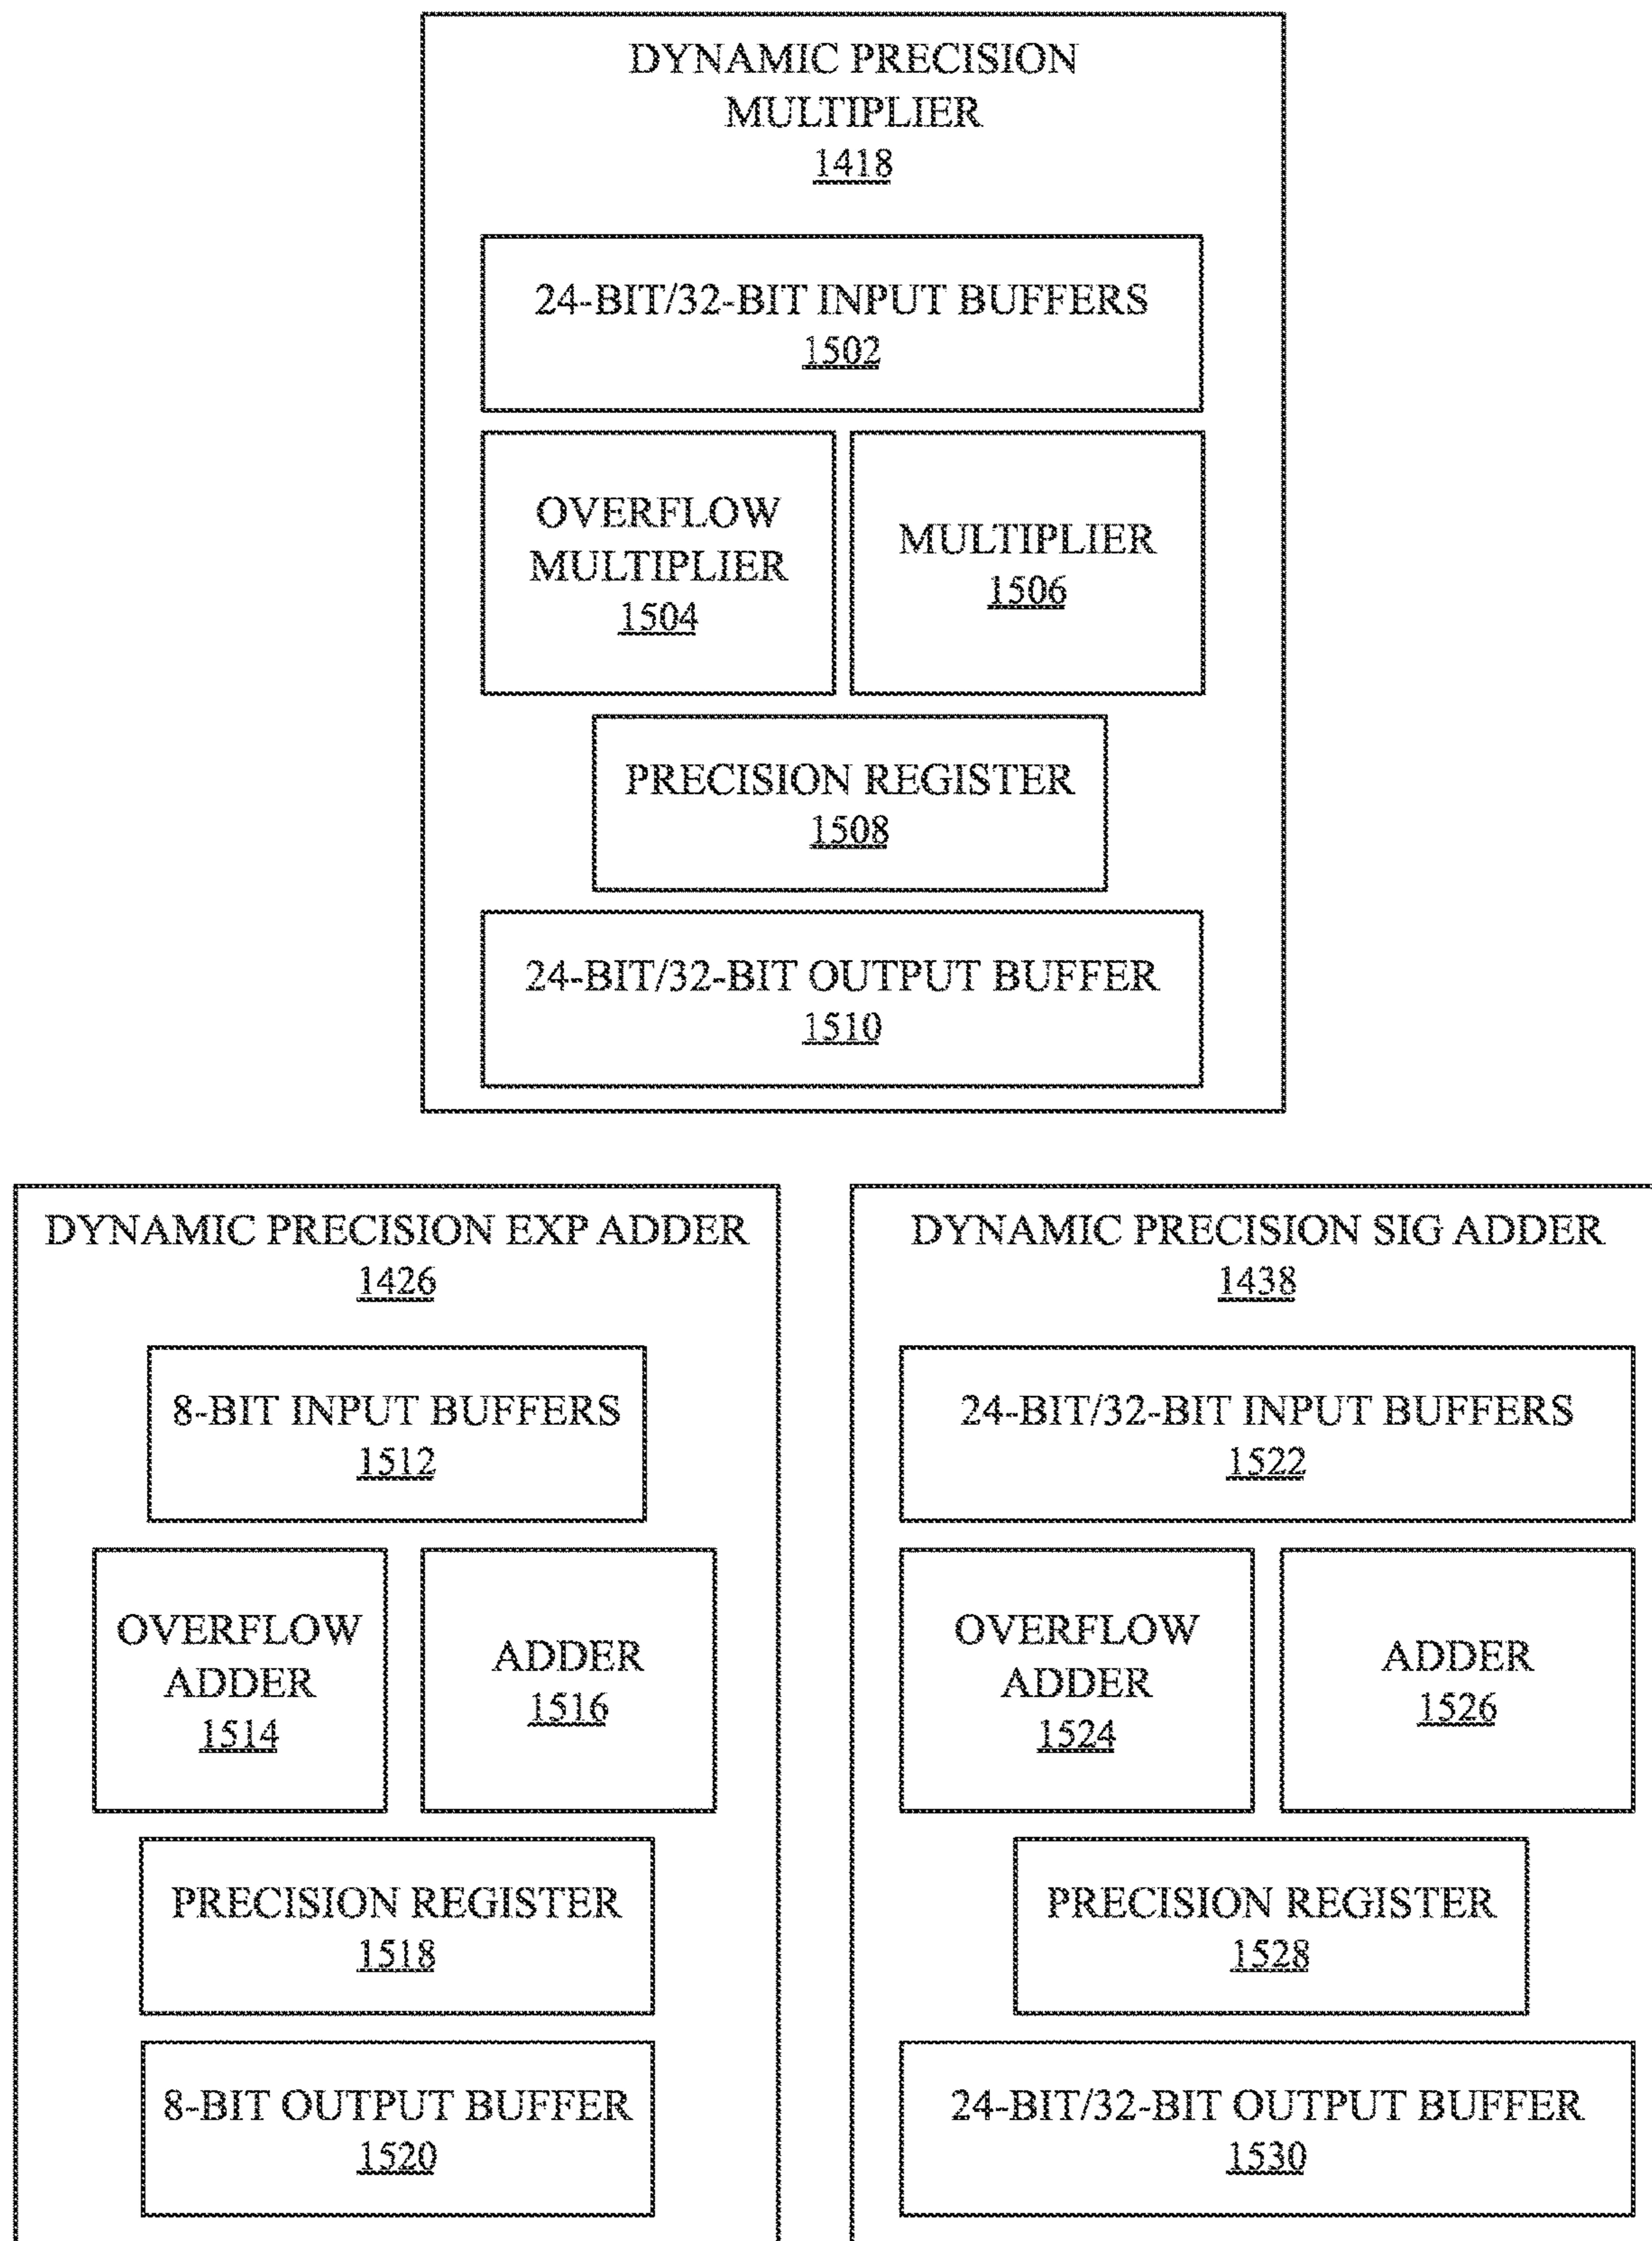 DYNAMIC PRECISION
MULTIPLIER
1418
24-BIT/32-BIT INPUT BUFFERS
1502
OVERFLOW
MULTIPLIER
1504
MULTIPLIER
1506
PRECISION REGISTER
1508
24-BIT/32-BIT OUTPUT BUFFER
1510
DYNAMIC PRECISION EXP ADDER
1426
8-BIT INPUT BUFFERS
1512
OVERFLOW
ADDER
1514
ADDER
1516
PRECISION REGISTER
1518
8-BIT OUTPUT BUFFER
1520
DYNAMIC PRECISION SIG ADDER
1438
24-BIT/32-BIT INPUT BUFFERS
1522
OVERFLOW
ADDER
1524
ADDER
1526
PRECISION REGISTER
1528
24-BIT/32-BIT OUTPUT BUFFER
1530